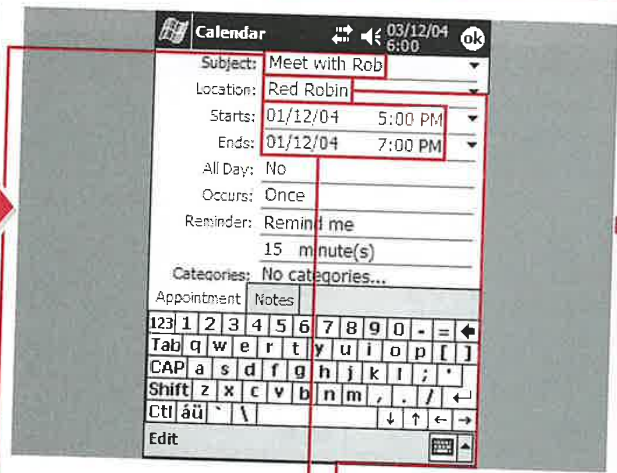 Calendar 03/12/04 6:00 ok
Subject: Meet with Rob
Location: Red Robin
Starts: 01/12/04 5:00 PM
Ends: 01/12/04 7:00 PM
All Day: No
Occurs: Once
Reminder: Remind me
15 minute(s)
Categories: No categories...
Appointment Notes
123 1 2 3 4 5 6 7 8 9 0 - =
Tab q w e r t y u i o p [ ]
CAP a s d f g h j k l ; '
Shift z x c v b n m , . /
Ctl áü ` \
Edit